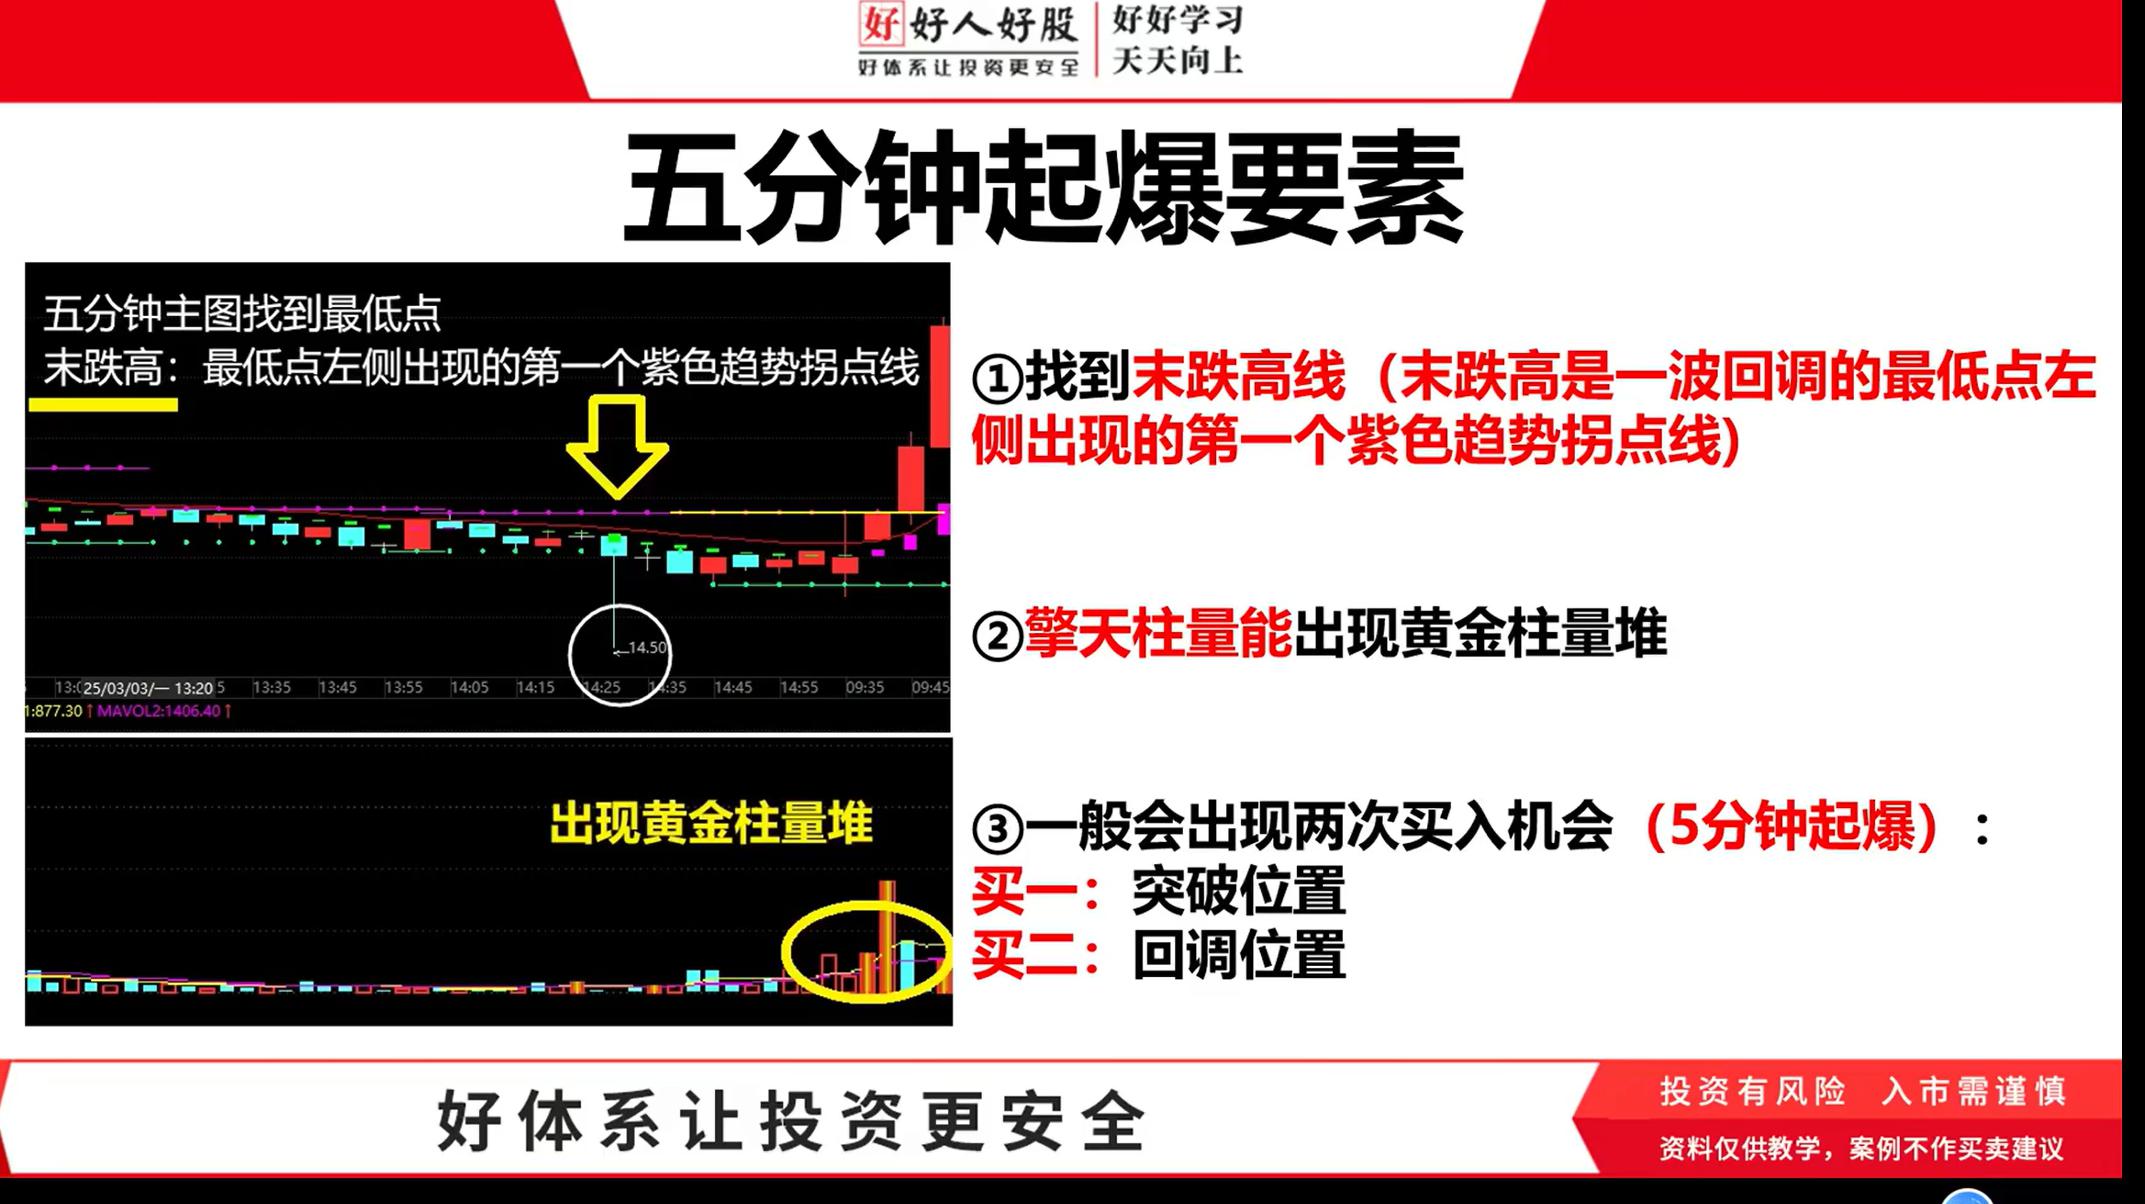 好 好人好股
好体系让投资更安全
好好学习
天天向上
五分钟起爆要素
五分钟主图找到最低点
末跌高：最低点左侧出现的第一个紫色趋势拐点线
14.50
25/03/03/一 13:20 13:35 13:45 13:55 14:05 14:15 14:25 14:35 14:45 14:55 09:35 09:45
1:877.30↑ MAVOL2:1406.40↑
出现黄金柱量堆
①找到末跌高线（末跌高是一波回调的最低点左
侧出现的第一个紫色趋势拐点线）
②擎天柱量能出现黄金柱量堆
③一般会出现两次买入机会（5分钟起爆）：
买一：突破位置
买二：回调位置
好体系让投资更安全
投资有风险 入市需谨慎
资料仅供教学，案例不作买卖建议